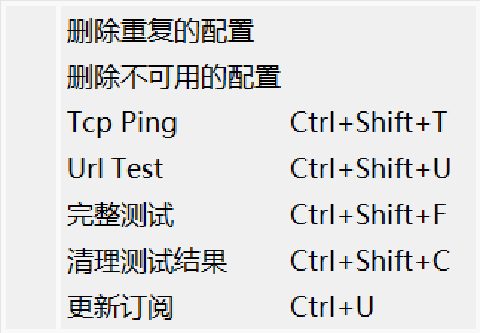 删除重复的配置
删除不可用的配置
Tcp Ping Ctrl+Shift+T
Url Test Ctrl+Shift+U
完整测试 Ctrl+Shift+F
清理测试结果 Ctrl+Shift+C
更新订阅 Ctrl+U